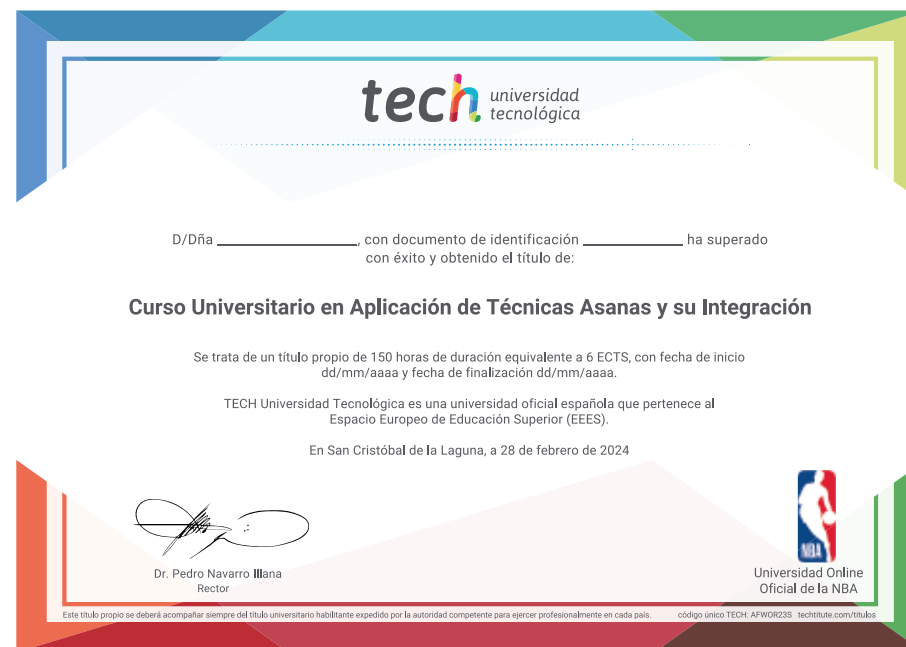 tech universidad
tecnológica
D/Dña ____________________, con documento de identificación ______________ ha superado
con éxito y obtenido el título de:
Curso Universitario en Aplicación de Técnicas Asanas y su Integración
Se trata de un título propio de 150 horas de duración equivalente a 6 ECTS, con fecha de inicio
dd/mm/aaaa y fecha de finalización dd/mm/aaaa.
TECH Universidad Tecnológica es una universidad oficial española que pertenece al
Espacio Europeo de Educación Superior (EEES).
En San Cristóbal de la Laguna, a 28 de febrero de 2024
Dr. Pedro Navarro Illana
Rector
NBA
Universidad Online
Oficial de la NBA
Este título propio se deberá acompañar siempre del título universitario habilitante expedido por la autoridad competente para ejercer profesionalmente en cada país. código único TECH: AFWOR23S techtitute.com/titulos